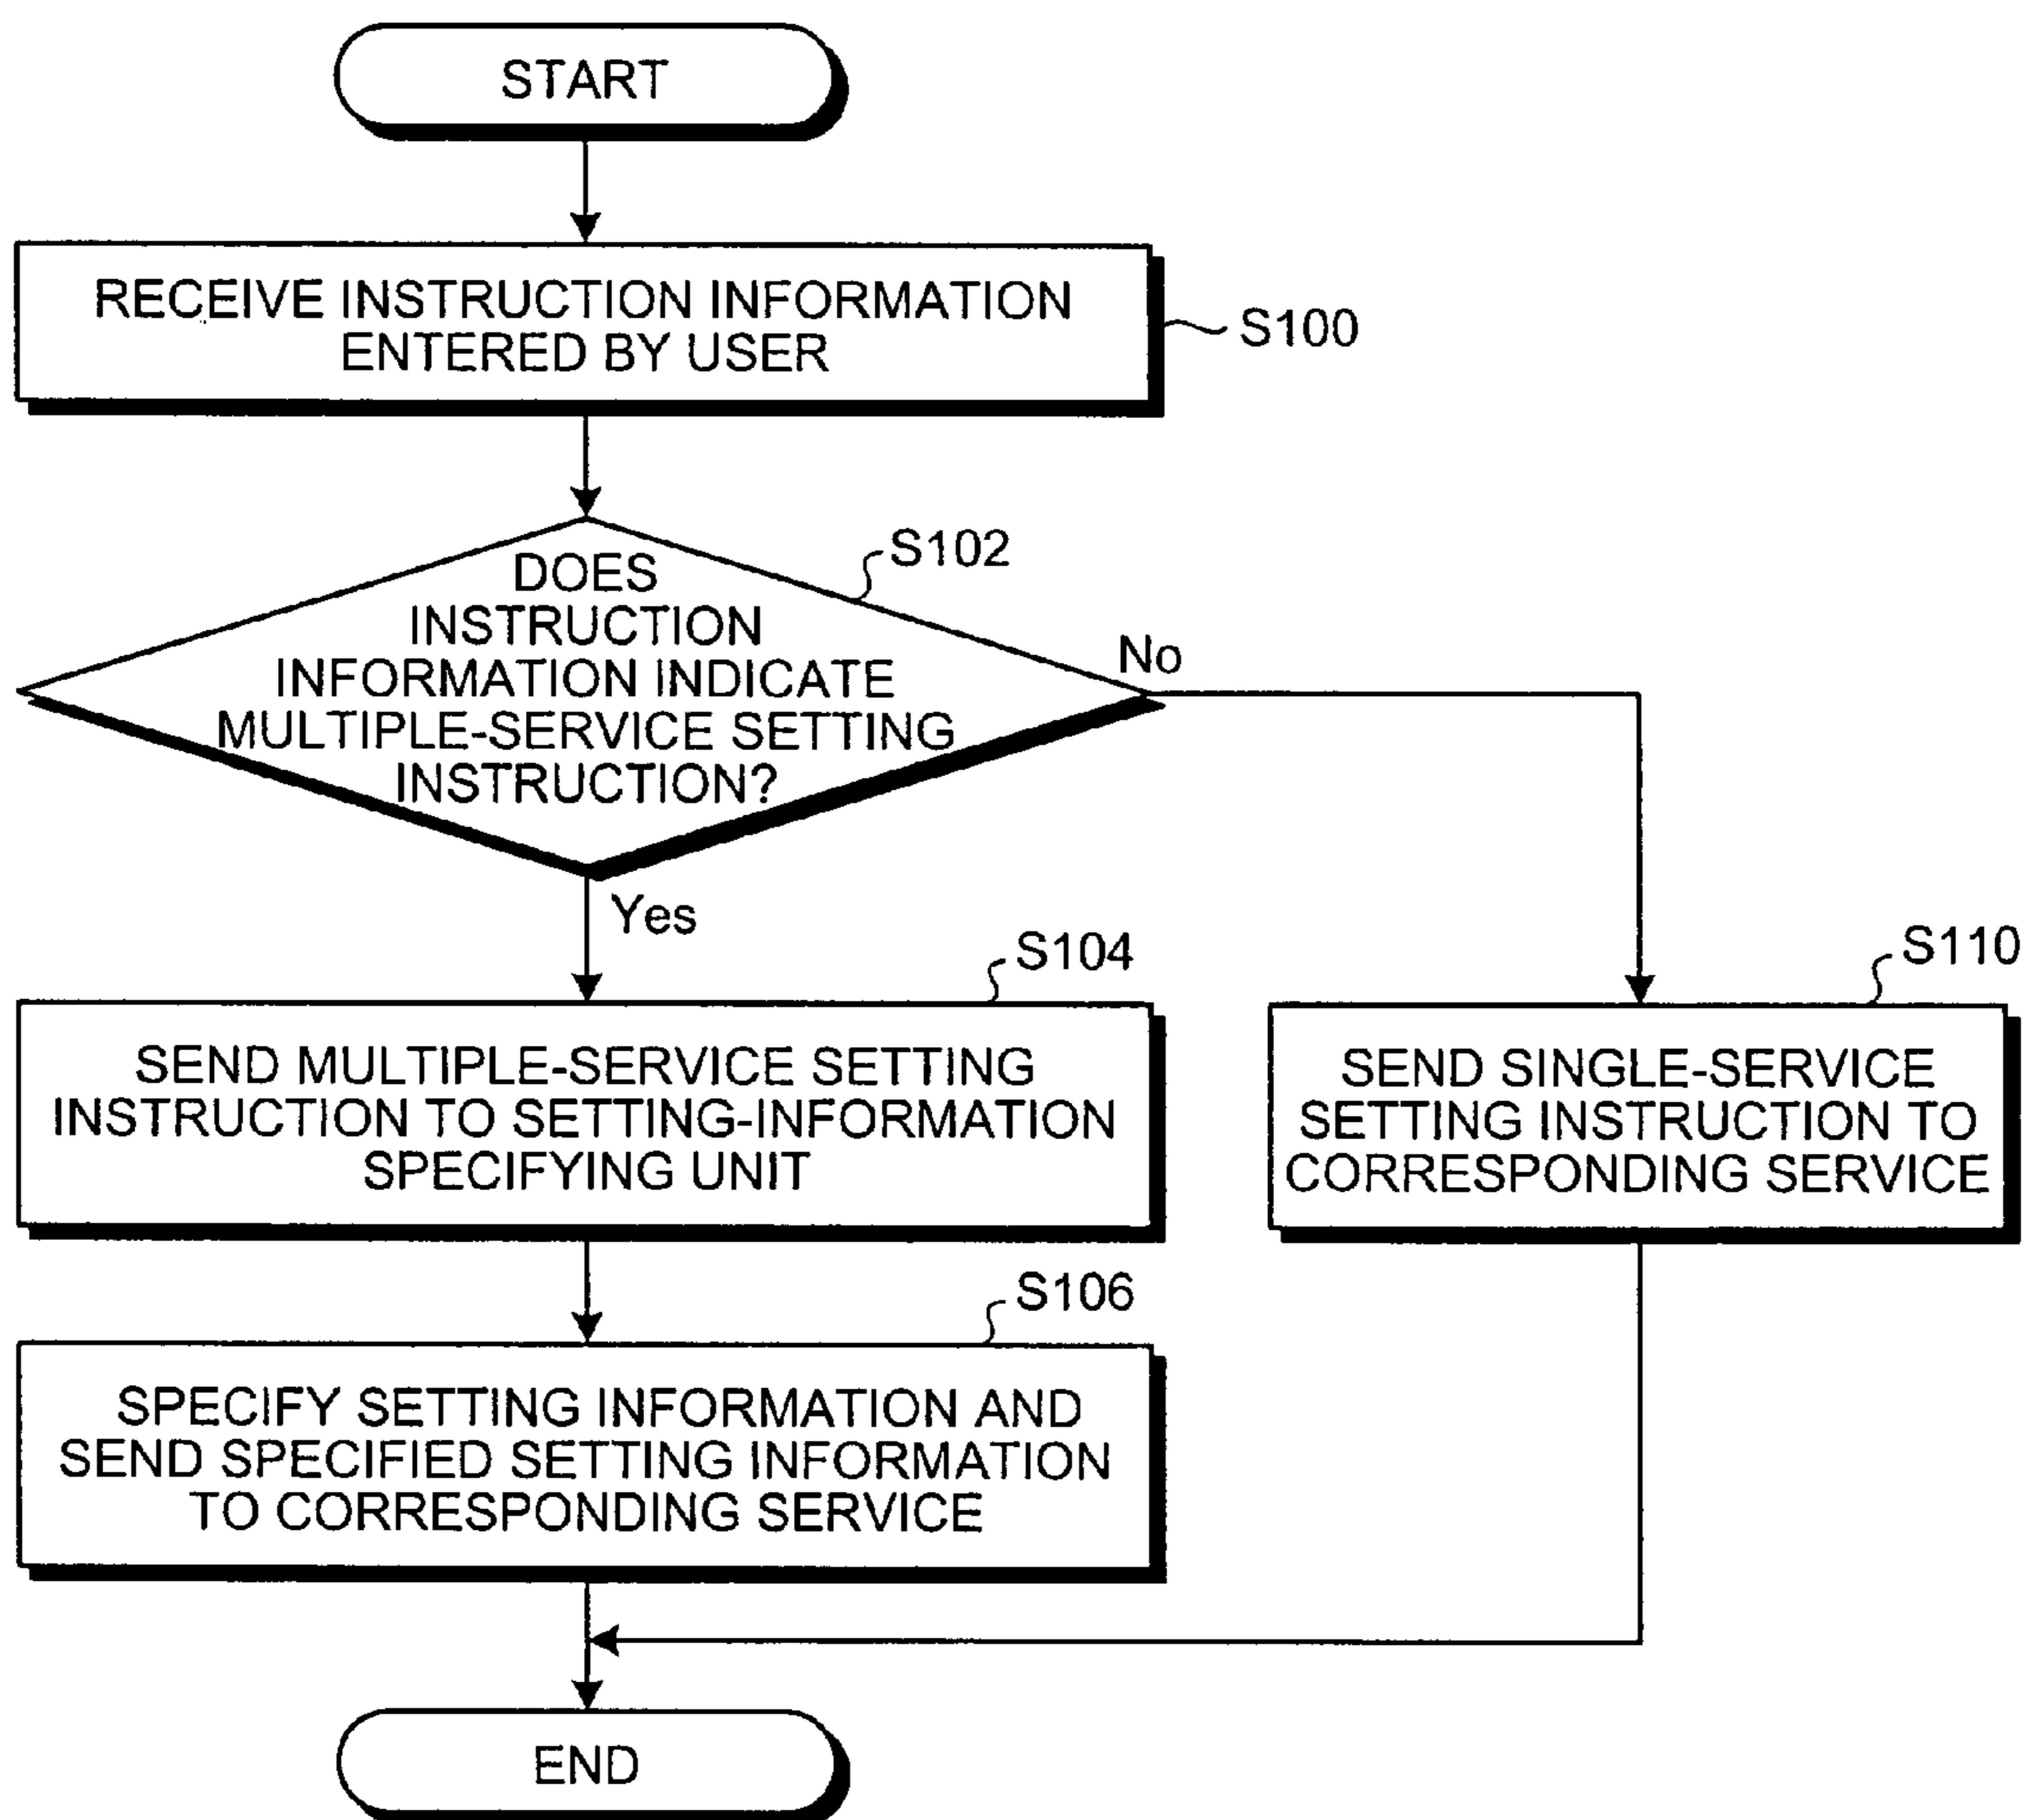 START
RECEIVE INSTRUCTION INFORMATION
ENTERED BY USER
S100
S102
DOES
INSTRUCTION
INFORMATION INDICATE
MULTIPLE-SERVICE SETTING
INSTRUCTION?
No
Yes
S104
SEND MULTIPLE-SERVICE SETTING
INSTRUCTION TO SETTING-INFORMATION
SPECIFYING UNIT
S110
SEND SINGLE-SERVICE
SETTING INSTRUCTION TO
CORRESPONDING SERVICE
S106
SPECIFY SETTING INFORMATION AND
SEND SPECIFIED SETTING INFORMATION
TO CORRESPONDING SERVICE
END